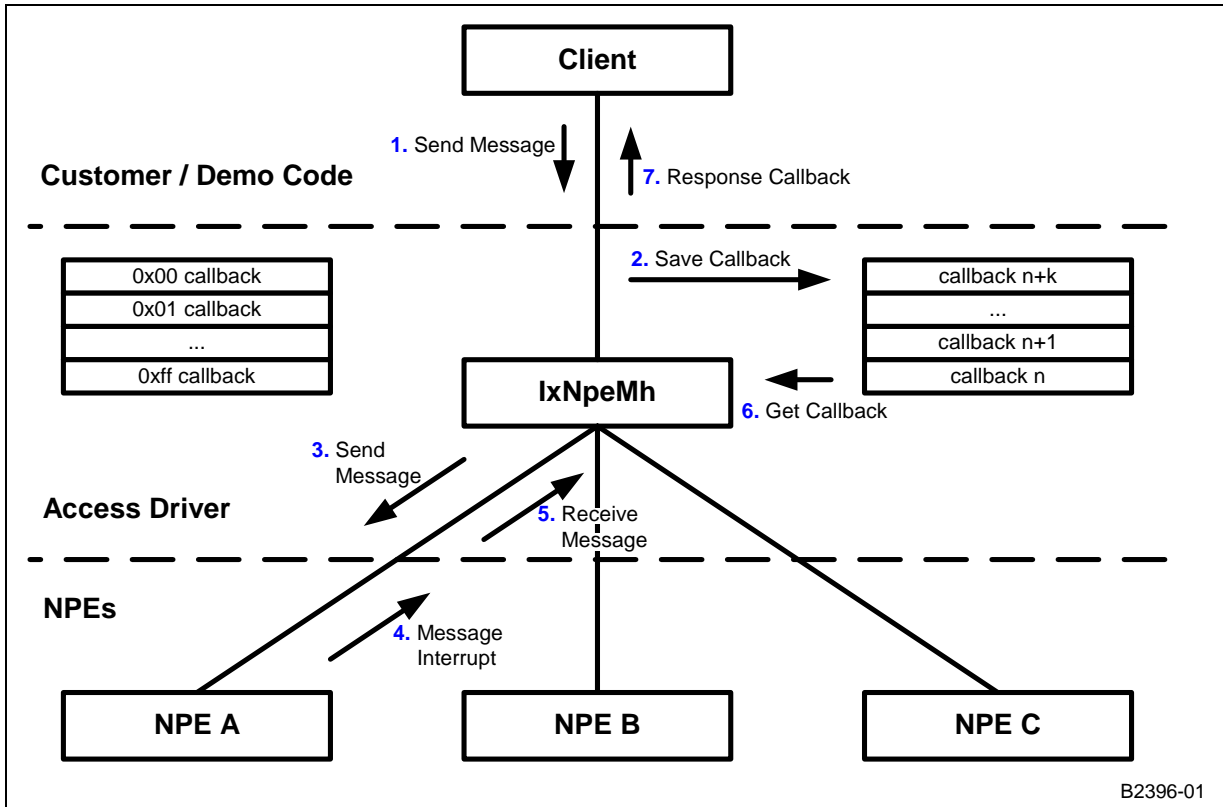 Client
1. Send Message
7. Response Callback
Customer / Demo Code
2. Save Callback
0x00 callback
0x01 callback
...
0xff callback
callback n+k
...
callback n+1
callback n
IxNpeMh
6. Get Callback
3. Send
Message
Access Driver
5. Receive
Message
NPEs
4. Message
Interrupt
NPE A
NPE B
NPE C
B2396-01